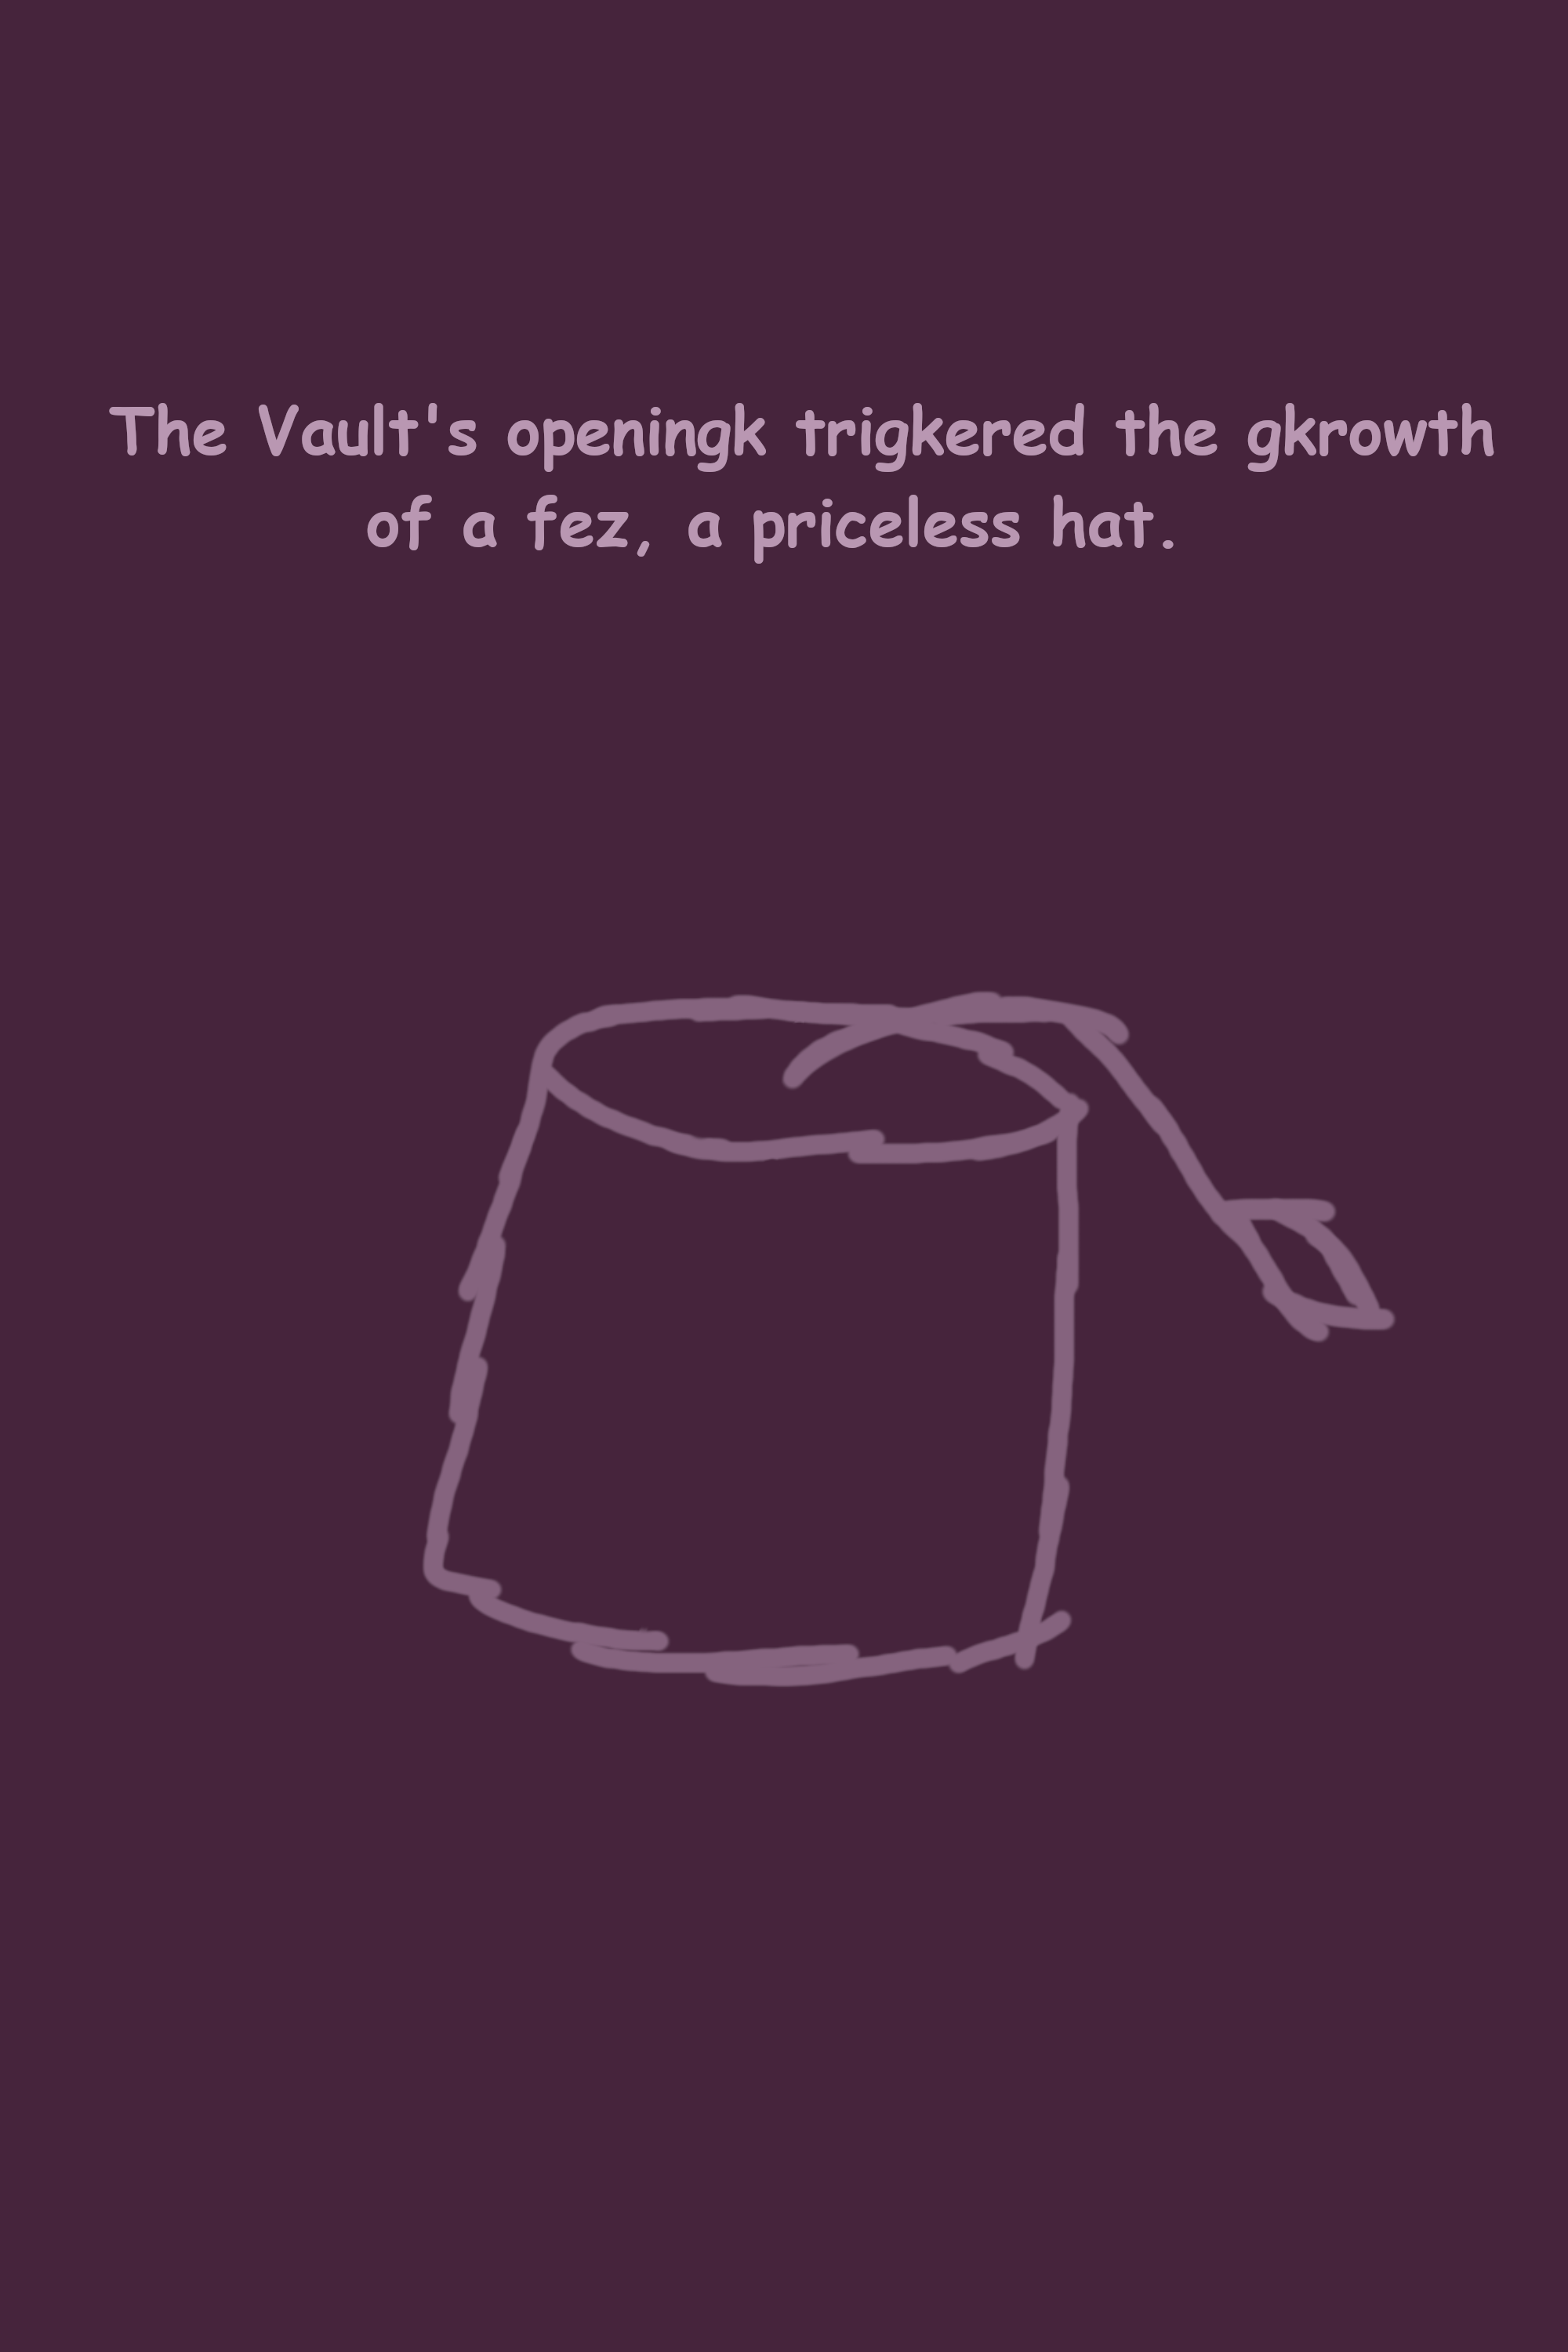 The Vault's openingk trigkered the gkrowth
of a fez, a priceless hat.